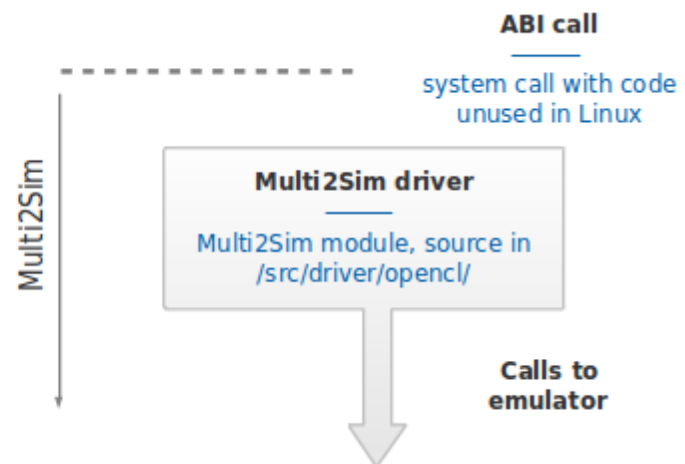 ABI call
system call with code
unused in Linux
Multi2Sim
Multi2Sim driver
Multi2Sim module, source in
/src/driver/opencl/
Calls to
emulator